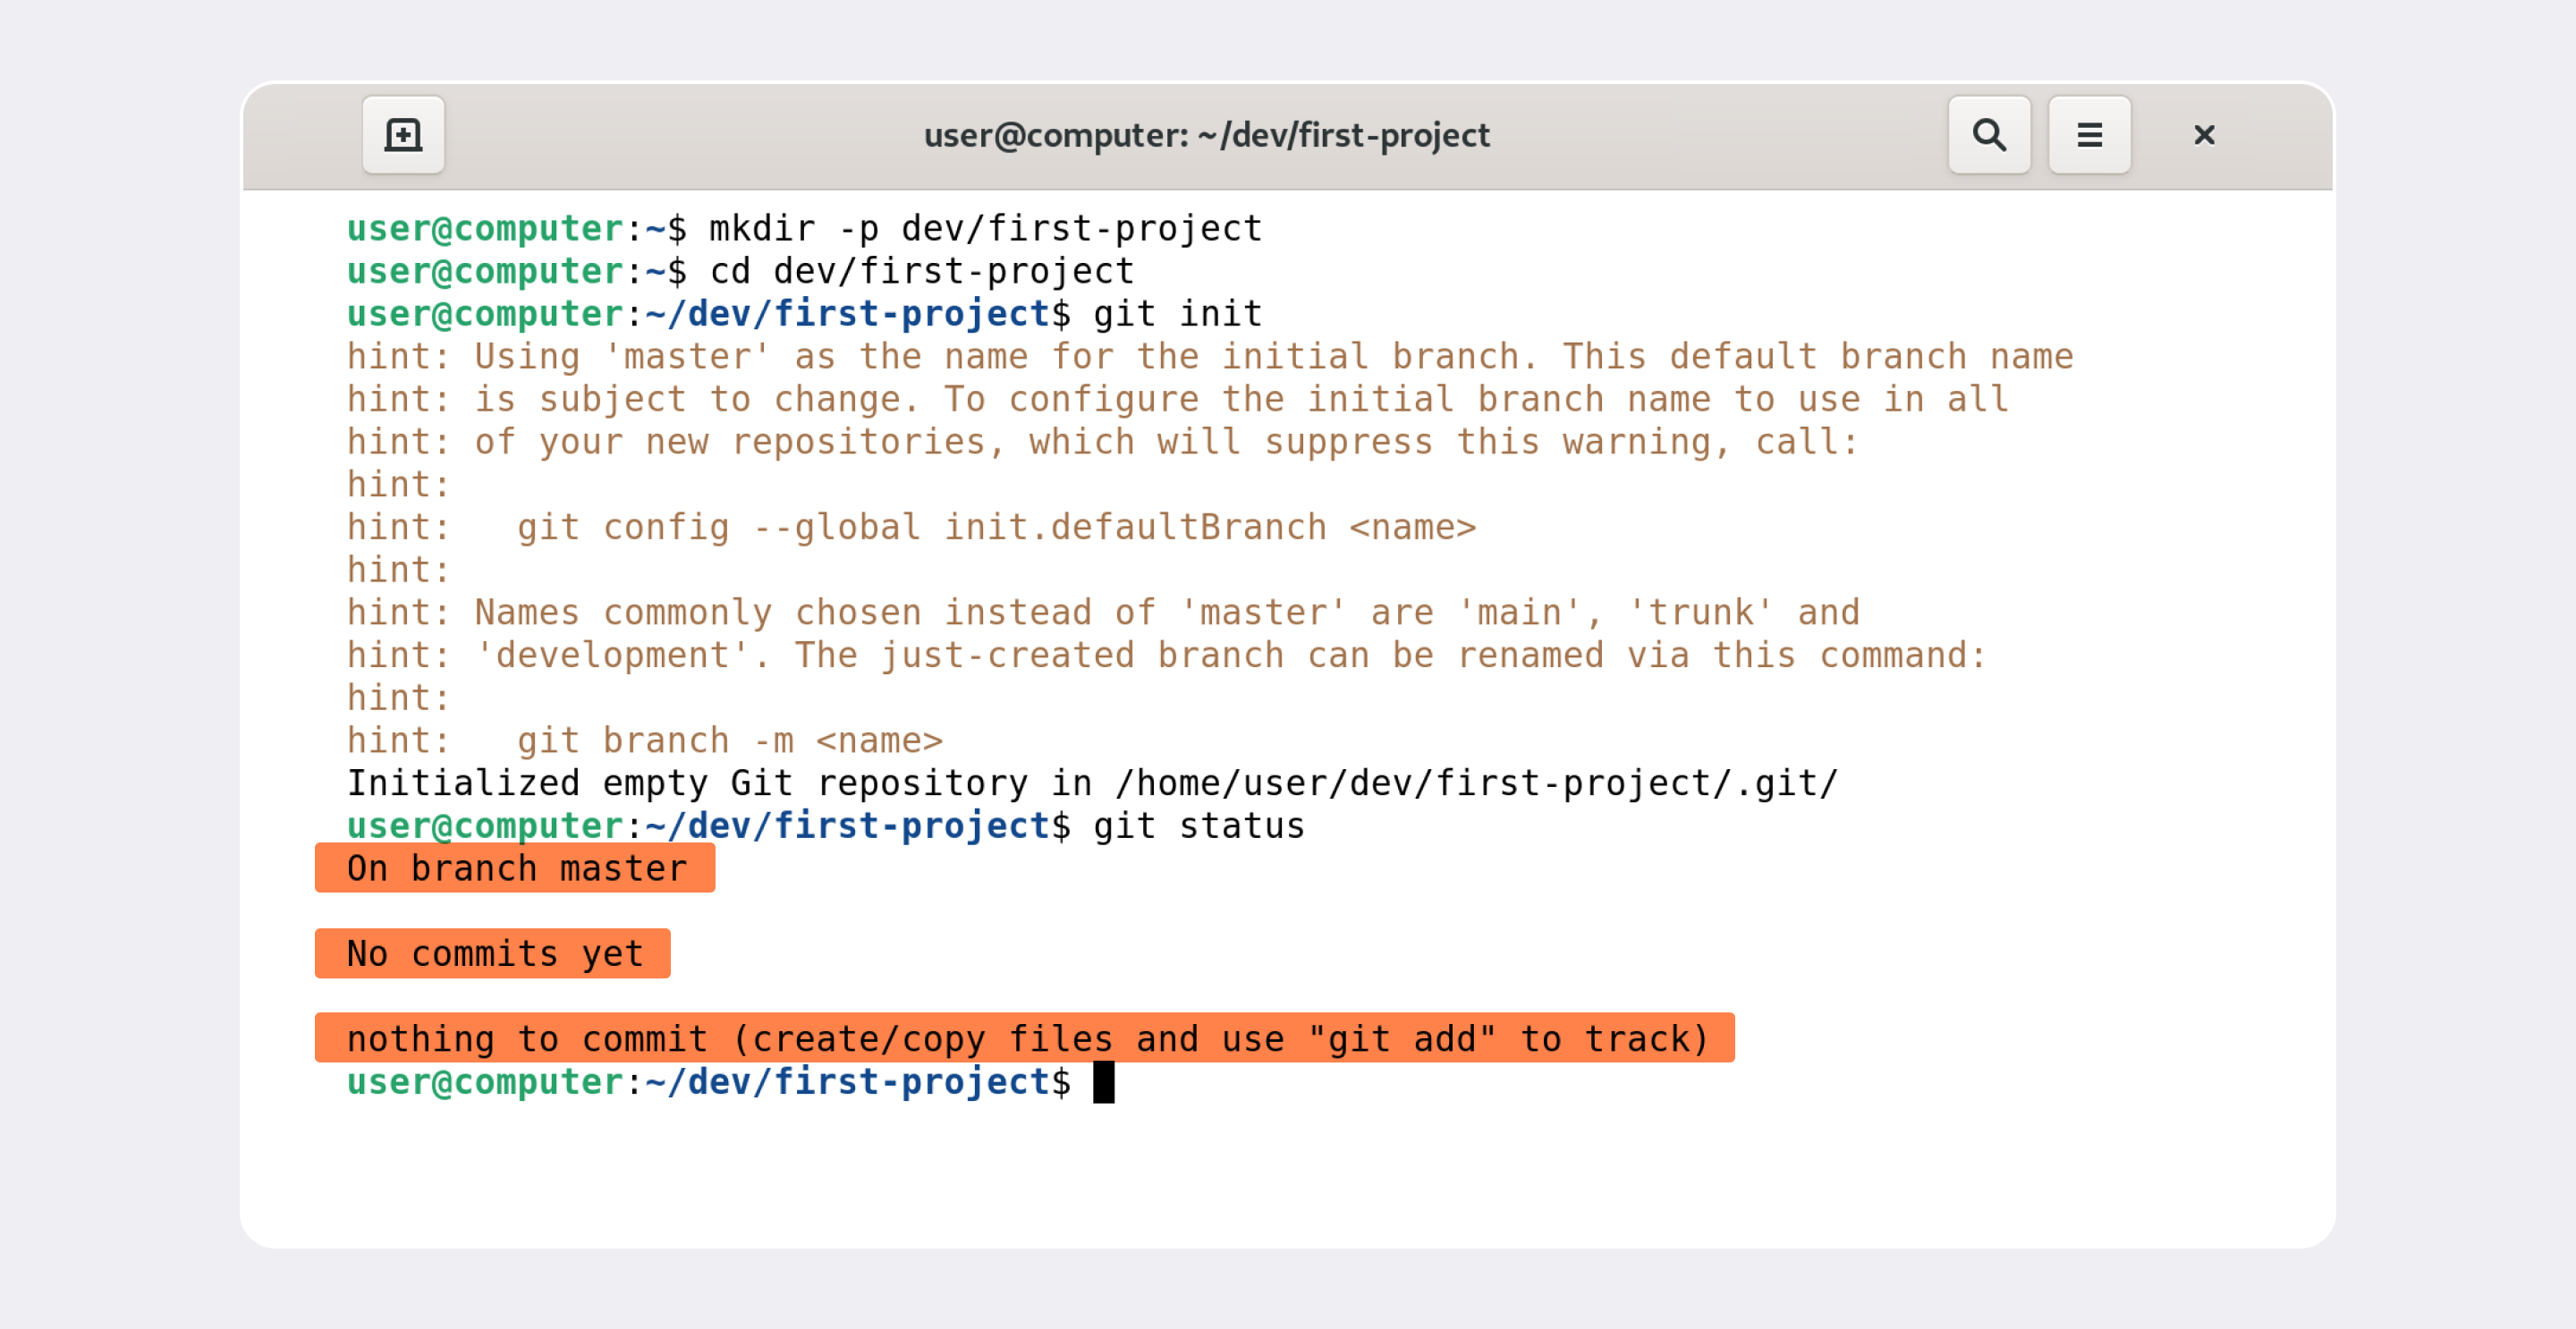 user@computer: ~/dev/first-project
user@computer:~$ mkdir -p dev/first-project
user@computer:~$ cd dev/first-project
user@computer:~/dev/first-project$ git init
hint: Using 'master' as the name for the initial branch. This default branch name
hint: is subject to change. To configure the initial branch name to use in all
hint: of your new repositories, which will suppress this warning, call:
hint:
hint:   git config --global init.defaultBranch <name>
hint:
hint: Names commonly chosen instead of 'master' are 'main', 'trunk' and
hint: 'development'. The just-created branch can be renamed via this command:
hint:
hint:   git branch -m <name>
Initialized empty Git repository in /home/user/dev/first-project/.git/
user@computer:~/dev/first-project$ git status
On branch master
No commits yet
nothing to commit (create/copy files and use "git add" to track)
user@computer:~/dev/first-project$